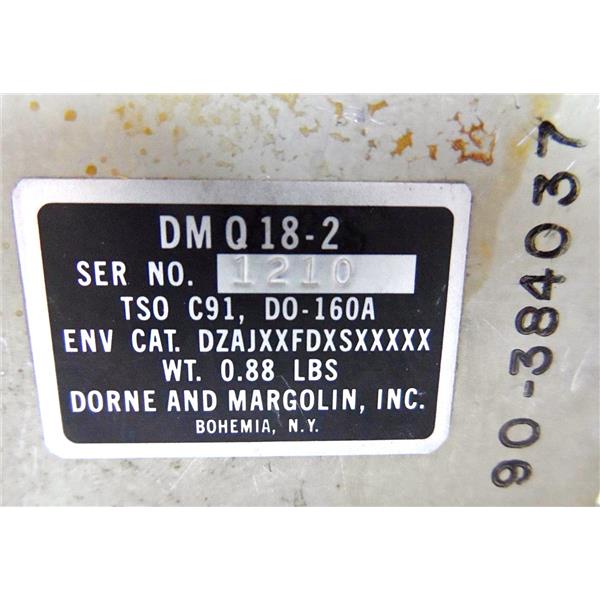 DM Q18-2
SER NO. 1210
TSO C91, DO-160A
ENV CAT. DZAJXXFDXSXXXXX
WT. 0.88 LBS
DORNE AND MARGOLIN, INC.
BOHEMIA, N.Y.
90-384037